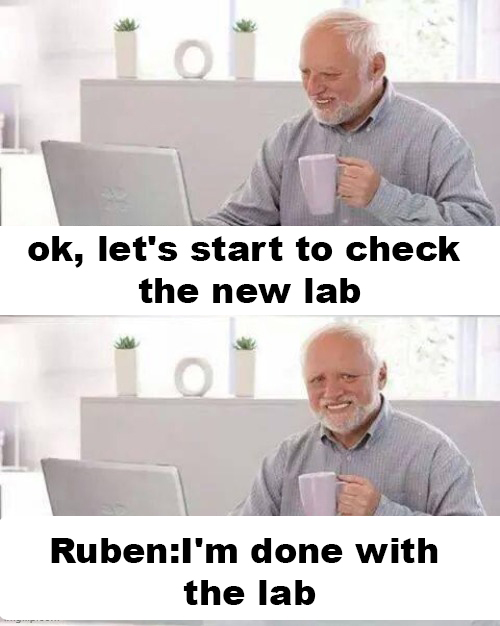 ok, let's start to check
the new lab
Ruben:I'm done with
the lab